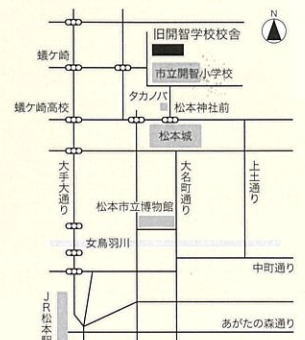 N
旧開智学校校舎
蟻ケ崎
市立開智小学校
タカノバ
蟻ケ崎高校
松本神社前
松本城
大手大通り
大名町通り
上土通り
松本市立博物館
女鳥羽川
中町通り
JR松本駅
あがたの森通り